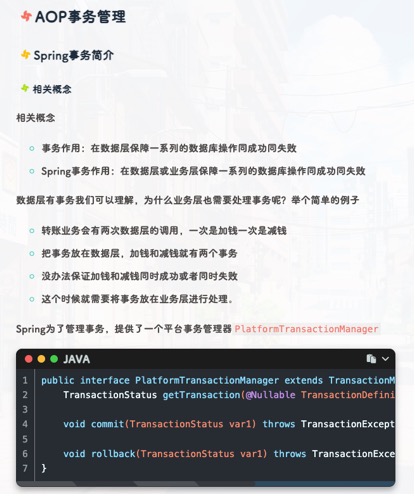 AOP事务管理
Spring事务简介
相关概念
相关概念
事务作用：在数据层保障一系列的数据库操作同成功同失败
Spring事务作用：在数据层或业务层保障一系列的数据库操作同成功同失败
数据层有事务我们可以理解，为什么业务层也需要处理事务呢？举个简单的例子
转账业务会有两次数据层的调用，一次是加钱一次是减钱
把事务放在数据层，加钱和减钱就有两个事务
没办法保证加钱和减钱同时成功或者同时失败
这个时候就需要将事务放在业务层进行处理。
Spring为了管理事务，提供了一个平台事务管理器 PlatformTransactionManager
JAVA
1 public interface PlatformTransactionManager extends TransactionM
2 TransactionStatus getTransaction(@Nullable TransactionDefini
3
4 void commit(TransactionStatus var1) throws TransactionExcept
5
6 void rollback(TransactionStatus var1) throws TransactionExce
7 }